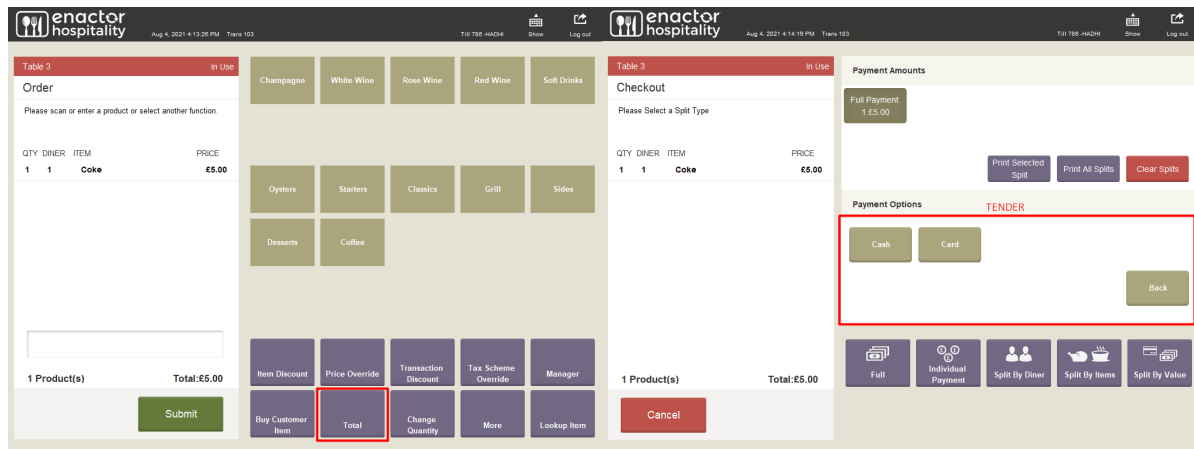 enactor
hospitality
Aug 4, 2021 4:13:26 PM Trans 103
Till 786 -HADHI
Show
Log out
Table 3
In Use
Order
Please scan or enter a product or select another function.
QTY DINER ITEM PRICE
1 1 Coke £5.00
1 Product(s) Total:£5.00
Submit
Champagne
White Wine
Rose Wine
Red Wine
Soft Drinks
Oysters
Starters
Classics
Grill
Sides
Desserts
Coffee
Item Discount
Price Override
Transaction
Discount
Tax Scheme
Override
Manager
Buy Customer
Item
Total
Change
Quantity
More
Lookup Item
enactor
hospitality
Aug 4, 2021 4:14:19 PM Trans 103
Till 786 -HADHI
Show
Log out
Table 3
In Use
Checkout
Please Select a Split Type
QTY DINER ITEM PRICE
1 1 Coke £5.00
1 Product(s) Total:£5.00
Cancel
Payment Amounts
Full Payment
1 £5.00
Print Selected
Split
Print All Splits
Clear Splits
Payment Options
TENDER
Cash
Card
Back
Full
Individual
Payment
Split By Diner
Split By Items
Split By Value